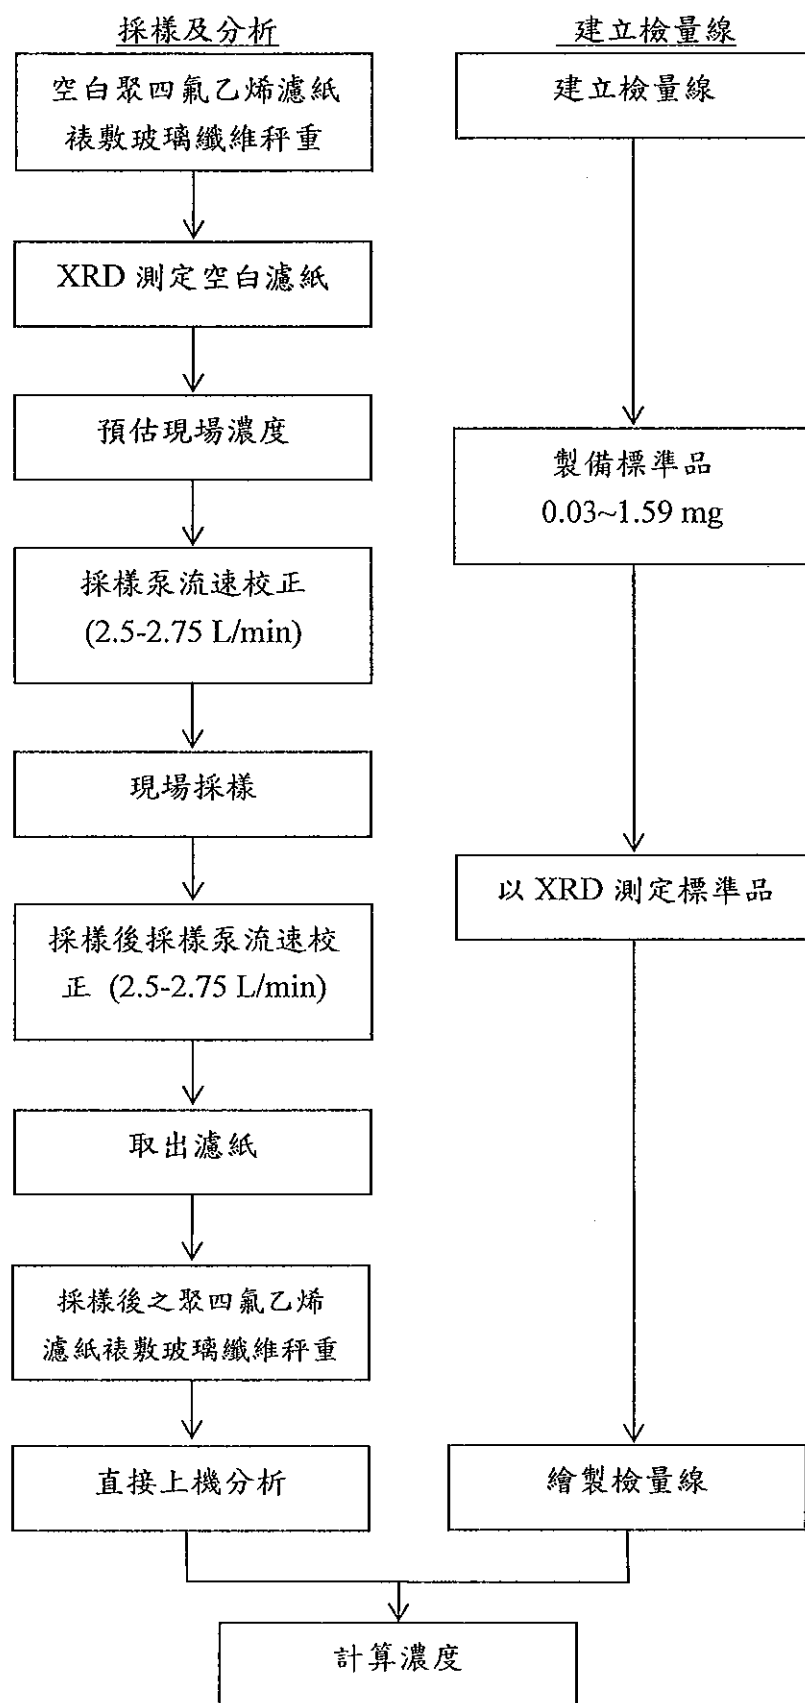 採樣及分析
空白聚四氟乙烯濾紙
裱敷玻璃纖維秤重
XRD 測定空白濾紙
預估現場濃度
採樣泵流速校正
(2.5-2.75 L/min)
現場採樣
採樣後採樣泵流速校
正 (2.5-2.75 L/min)
取出濾紙
採樣後之聚四氟乙烯
濾紙裱敷玻璃纖維秤重
直接上機分析
建立檢量線
建立檢量線
製備標準品
0.03~1.59 mg
以 XRD 測定標準品
繪製檢量線
計算濃度